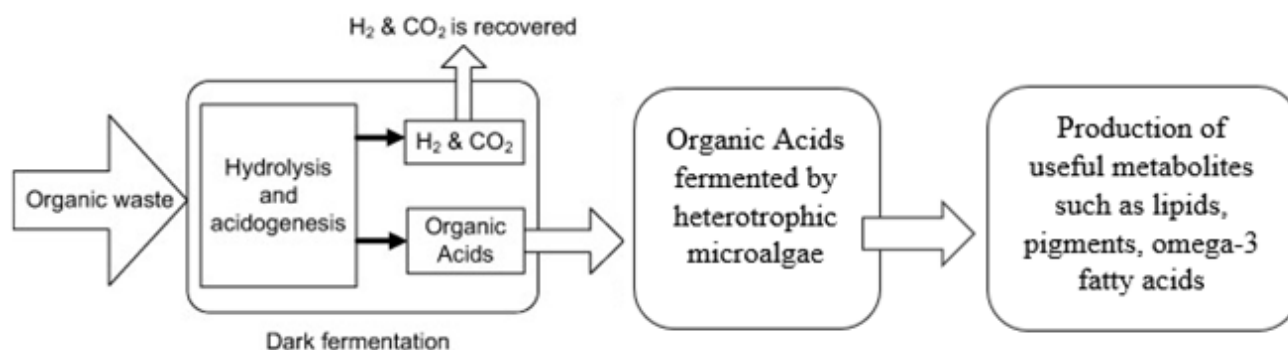 H₂ & CO₂ is recovered
Organic waste
Hydrolysis
and
acidogenesis
H₂ & CO₂
Organic
Acids
Dark fermentation
Organic Acids
fermented by
heterotrophic
microalgae
Production of
useful metabolites
such as lipids,
pigments, omega-3
fatty acids